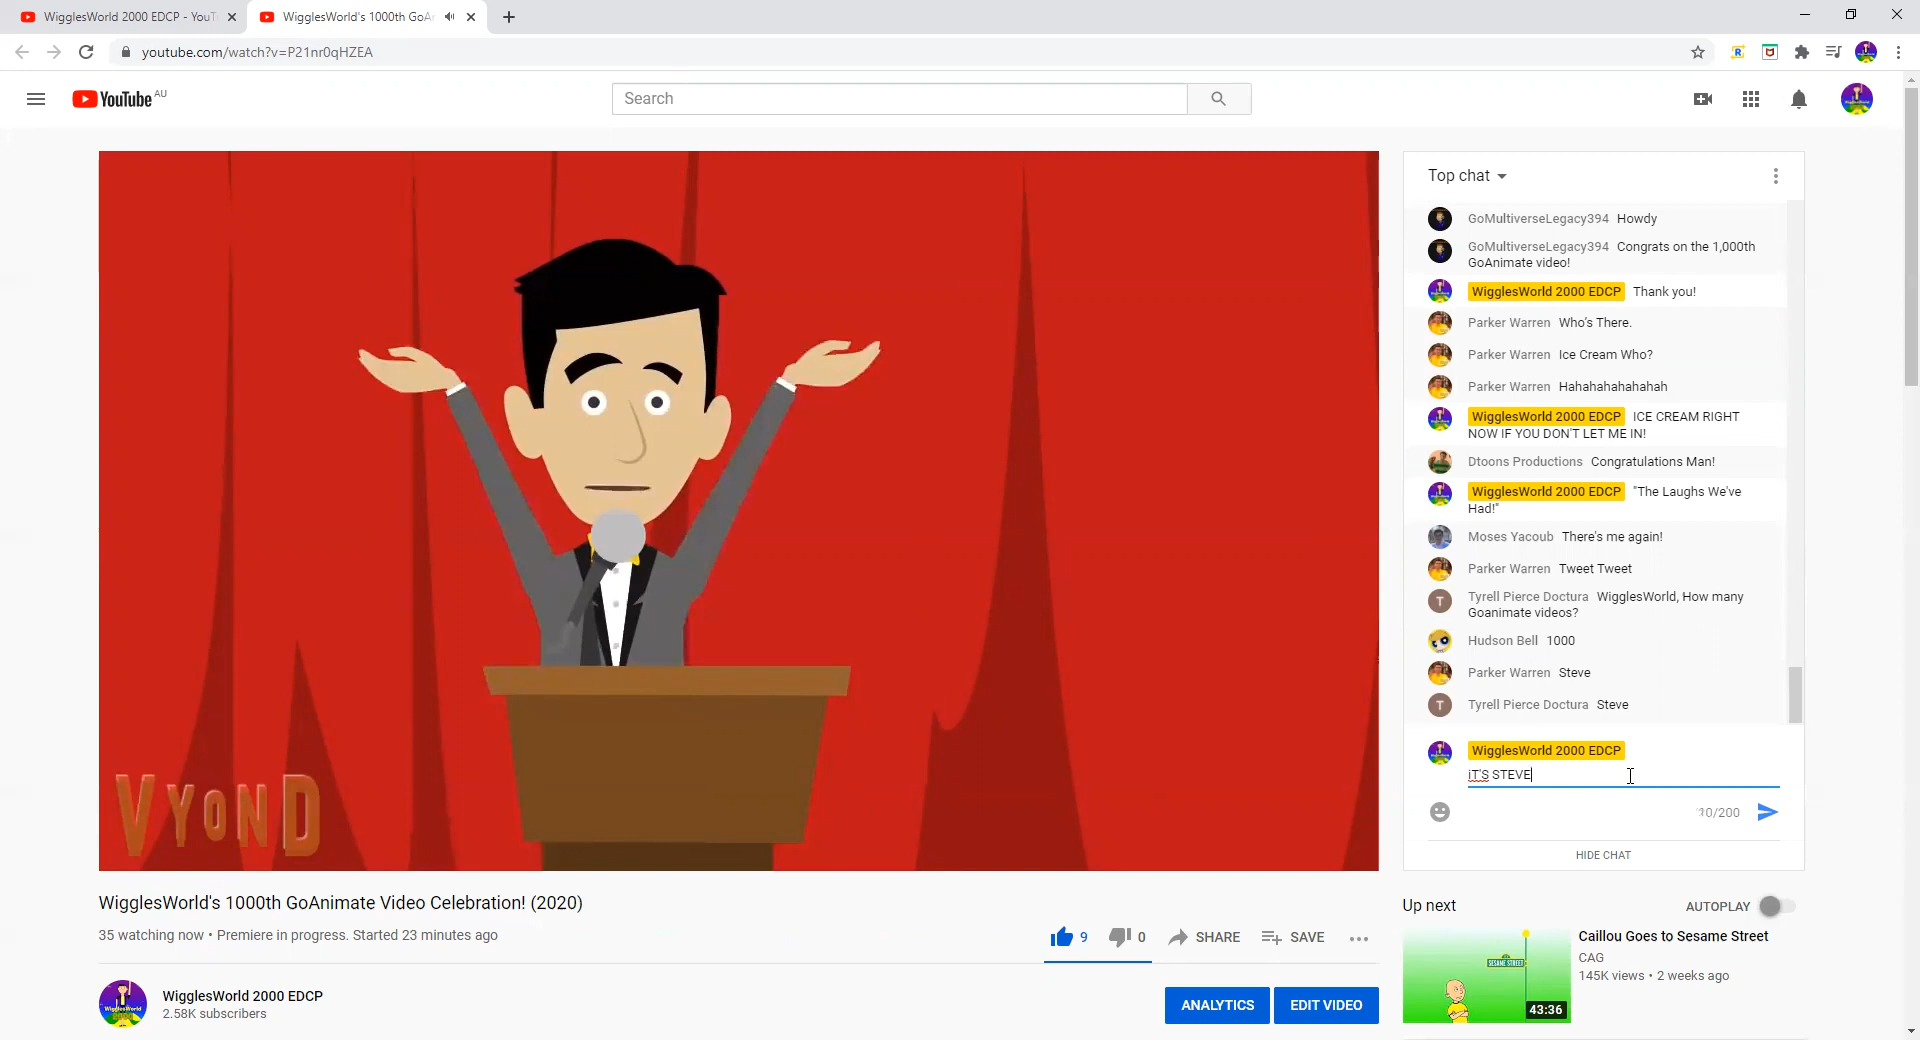 WigglesWorld 2000 EDCP - YouT
WigglesWorld's 1000th GoAn
youtube.com/watch?v=P21nr0qHZEA
YouTube AU
Search
Top chat
GoMultiverseLegacy394 Howdy
GoMultiverseLegacy394 Congrats on the 1,000th
GoAnimate video!
WigglesWorld 2000 EDCP Thank you!
Parker Warren Who's There.
Parker Warren Ice Cream Who?
Parker Warren Hahahahahahah
WigglesWorld 2000 EDCP ICE CREAM RIGHT
NOW IF YOU DON'T LET ME IN!
Dtoons Productions Congratulations Man!
WigglesWorld 2000 EDCP "The Laughs We've
Had!"
Moses Yacoub There's me again!
Parker Warren Tweet Tweet
T Tyrell Pierce Doctura WigglesWorld, How many
Goanimate videos?
Hudson Bell 1000
Parker Warren Steve
T Tyrell Pierce Doctura Steve
WigglesWorld 2000 EDCP
iT'S STEVE
10/200
HIDE CHAT
VYOND
WigglesWorld's 1000th GoAnimate Video Celebration! (2020)
35 watching now • Premiere in progress. Started 23 minutes ago
9 0 SHARE SAVE
WigglesWorld 2000 EDCP
2.58K subscribers
ANALYTICS EDIT VIDEO
Up next AUTOPLAY
SESAME STREET
43:36
Caillou Goes to Sesame Street
CAG
145K views • 2 weeks ago